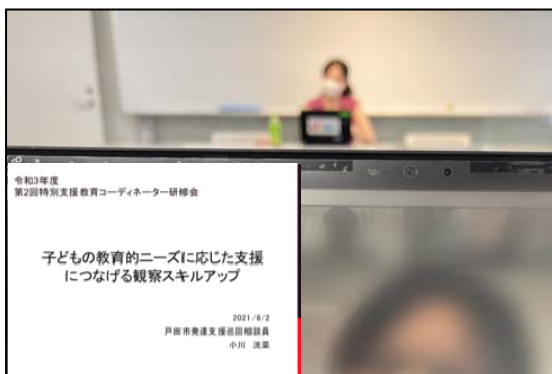 令和3年度
第2回特別支援教育コーディネーター研修会
子どもの教育的ニーズに応じた支援
につなげる観察スキルアップ
2021/8/2
戸田市発達支援巡回相談員
小川 洸菜